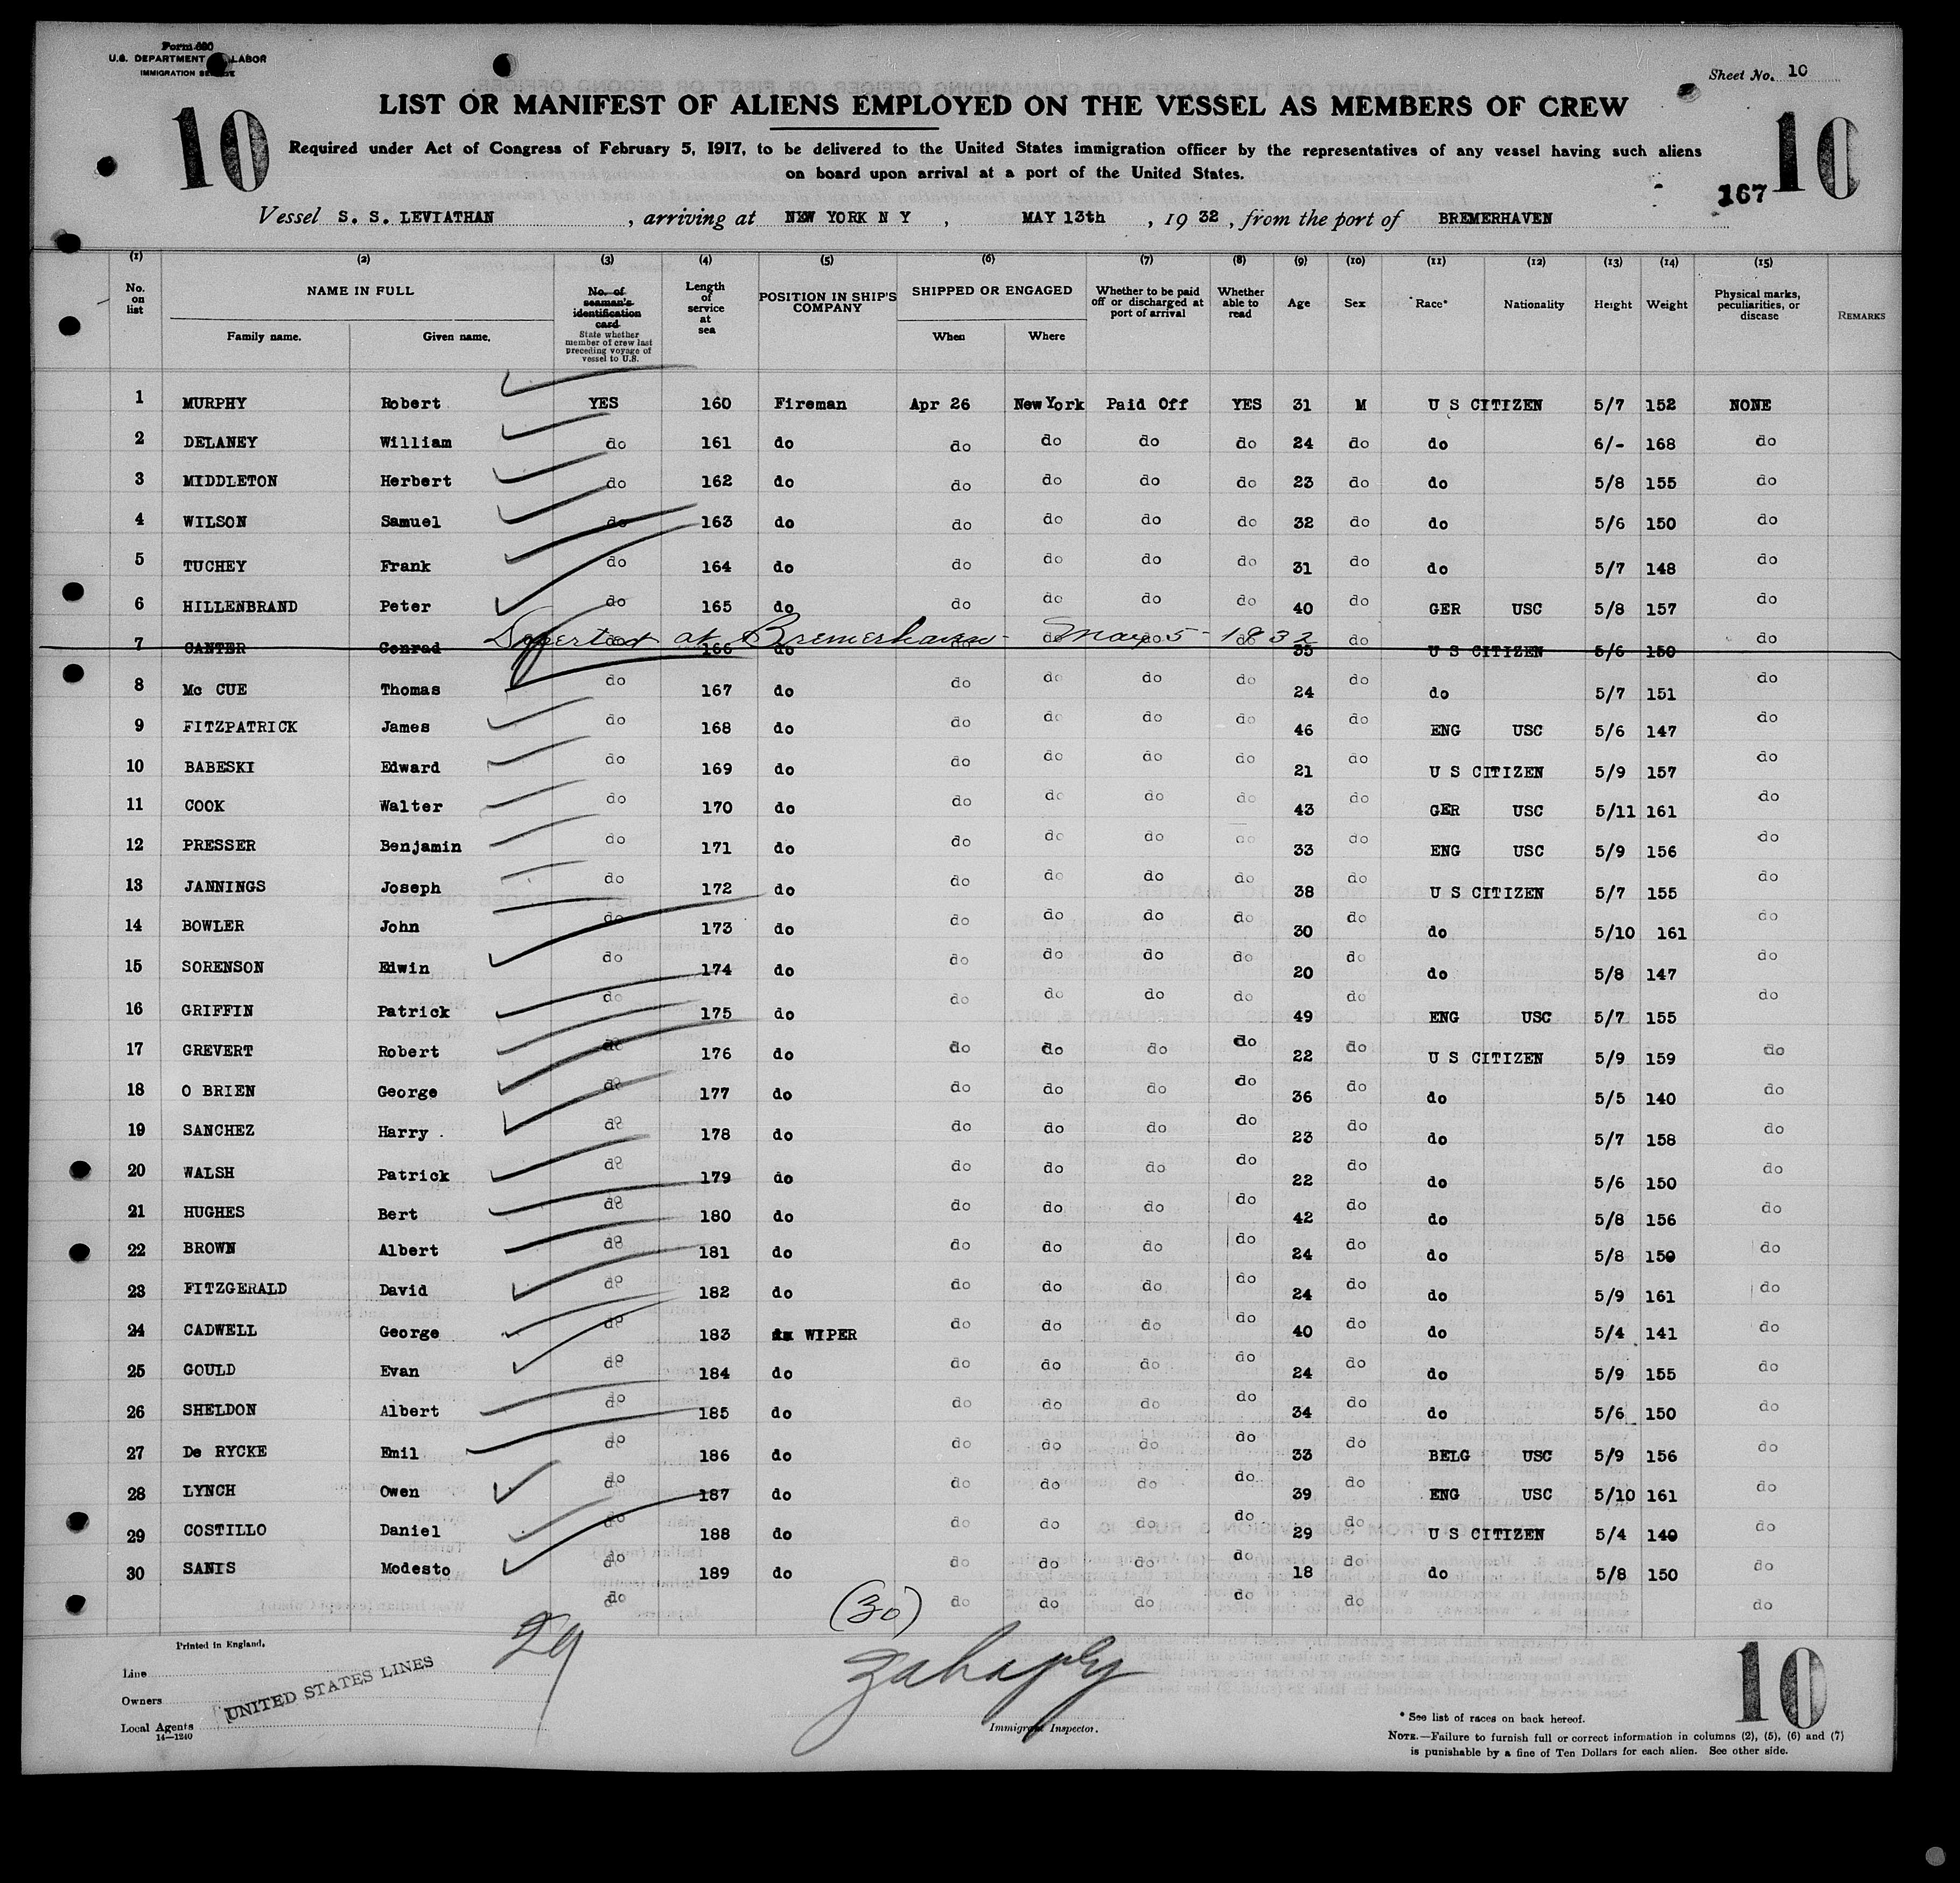 Form 680
U.S. DEPARTMENT LABOR
IMMIGRATION SERVICE
Sheet No. 10
10
LIST OR MANIFEST OF ALIENS EMPLOYED ON THE VESSEL AS MEMBERS OF CREW
10
Required under Act of Congress of February 5, 1917, to be delivered to the United States immigration officer by the representatives of any vessel having such aliens
on board upon arrival at a port of the United States.
167
Vessel S. S. LEVIATHAN, arriving at NEW YORK N Y, MAY 13th, 1932, from the port of BREMERHAVEN
(1) (2) (3) (4) (5) (6) (7) (8) (9) (10) (11) (12) (13) (14) (15)
No. on list NAME IN FULL Family name. Given name. No. of seaman's identification card State whether member of crew last preceding voyage of vessel to U.S. Length of service at sea POSITION IN SHIP'S COMPANY SHIPPED OR ENGAGED When Where Whether to be paid off or discharged at port of arrival Whether able to read Age Sex Race* Nationality Height Weight Physical marks, peculiarities, or disease REMARKS
1 MURPHY Robert YES 160 Fireman Apr 26 New York Paid Off YES 31 M U S CITIZEN 5/7 152 NONE
2 DELANEY William do 161 do do do do do 24 do do 6/- 168 do
3 MIDDLETON Herbert do 162 do do do do do 23 do do 5/8 155 do
4 WILSON Samuel do 163 do do do do do 32 do do 5/6 150 do
5 TUCHEY Frank do 164 do do do do do 31 do do 5/7 148 do
6 HILLENBRAND Peter do 165 do do do do do 40 do GER USC 5/8 157 do
Deserted at Bremerhaven - May 5 - 1932
7 CANTER Conrad do 166 do do do do do 35 do U S CITIZEN 5/6 150 do
8 Mc CUE Thomas do 167 do do do do do 24 do do 5/7 151 do
9 FITZPATRICK James do 168 do do do do do 46 do ENG USC 5/6 147 do
10 BABESKI Edward do 169 do do do do do 21 do U S CITIZEN 5/9 157 do
11 COOK Walter do 170 do do do do do 43 do GER USC 5/11 161 do
12 PRESSER Benjamin do 171 do do do do do 33 do ENG USC 5/9 156 do
13 JANNINGS Joseph do 172 do do do do do 38 do U S CITIZEN 5/7 155 do
14 BOWLER John do 173 do do do do do 30 do do 5/10 161 do
15 SORENSON Edwin do 174 do do do do do 20 do do 5/8 147 do
16 GRIFFIN Patrick do 175 do do do do do 49 do ENG USC 5/7 155 do
17 GREVERT Robert do 176 do do do do do 22 do U S CITIZEN 5/9 159 do
18 O BRIEN George do 177 do do do do do 36 do do 5/5 140 do
19 SANCHEZ Harry . do 178 do do do do do 23 do do 5/7 158 do
20 WALSH Patrick do 179 do do do do do 22 do do 5/6 150 do
21 HUGHES Bert do 180 do do do do do 42 do do 5/8 156 do
22 BROWN Albert do 181 do do do do do 24 do do 5/8 150 do
23 FITZGERALD David do 182 do do do do do 24 do do 5/9 161 do
24 CADWELL George do 183 WIPER do do do do 40 do do 5/4 141 do
25 GOULD Evan do 184 do do do do do 24 do do 5/9 155 do
26 SHELDON Albert do 185 do do do do do 34 do do 5/6 150 do
27 De RYCKE Emil do 186 do do do do do 33 do BELG USC 5/9 156 do
28 LYNCH Owen do 187 do do do do do 39 do ENG USC 5/10 161 do
29 COSTILLO Daniel do 188 do do do do do 29 do U S CITIZEN 5/4 140 do
30 SANIS Modesto do 189 do do do do do 18 do do 5/8 150 do
do (30) do do do do do do
29
Printed in England.
Line
Owners UNITED STATES LINES
Local Agents
14—1240
Immigrant Inspector.
10
* See list of races on back hereof.
NOTE.—Failure to furnish full or correct information in columns (2), (5), (6) and (7)
is punishable by a fine of Ten Dollars for each alien. See other side.